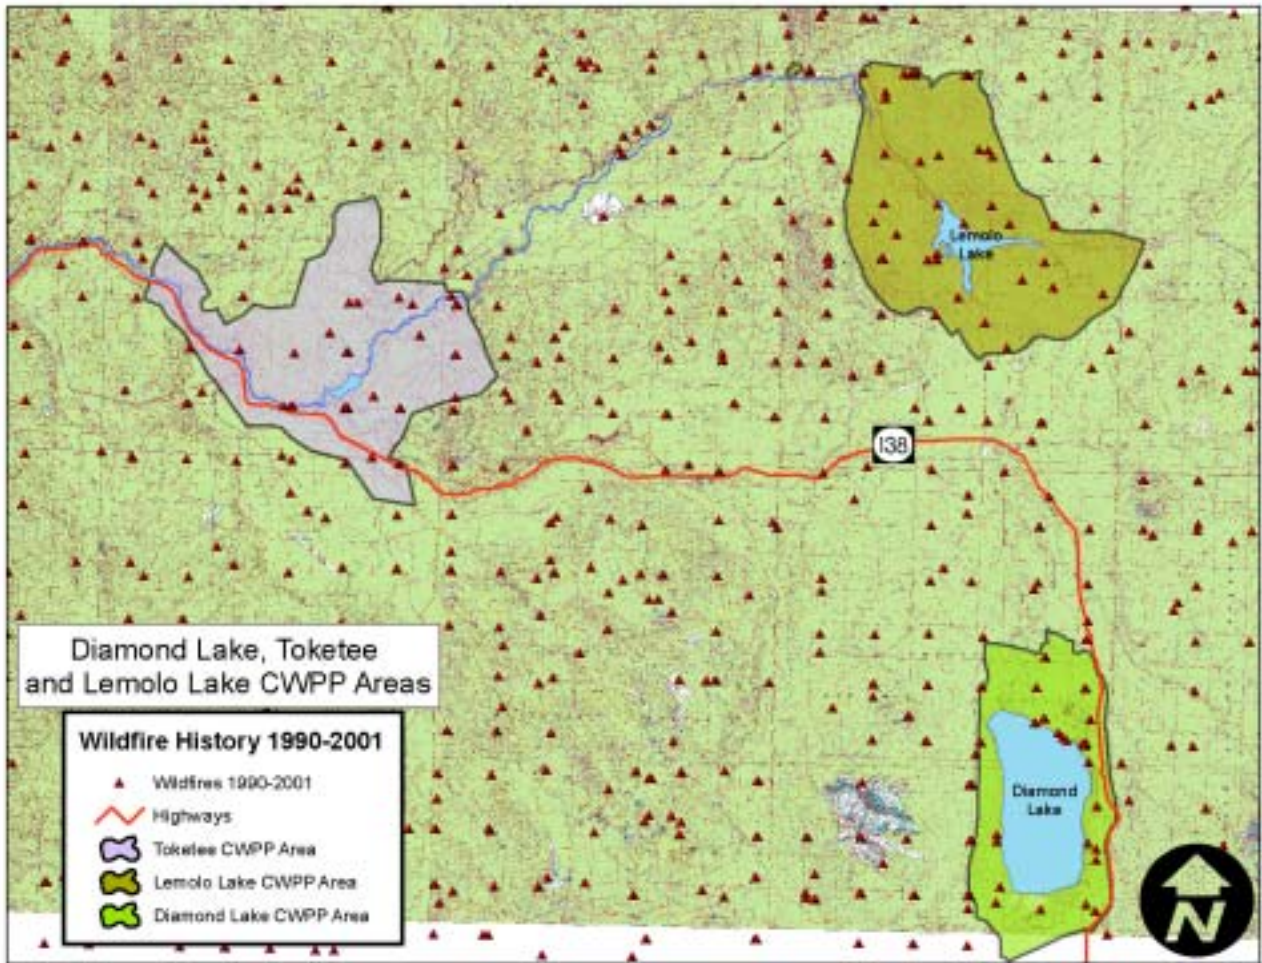 Lemolo
Lake
138
Diamond Lake, Toketee
and Lemolo Lake CWPP Areas
Wildfire History 1990-2001
Wildfires 1990-2001
Highways
Toketee CWPP Area
Lemolo Lake CWPP Area
Diamond Lake CWPP Area
Diamond
Lake
N